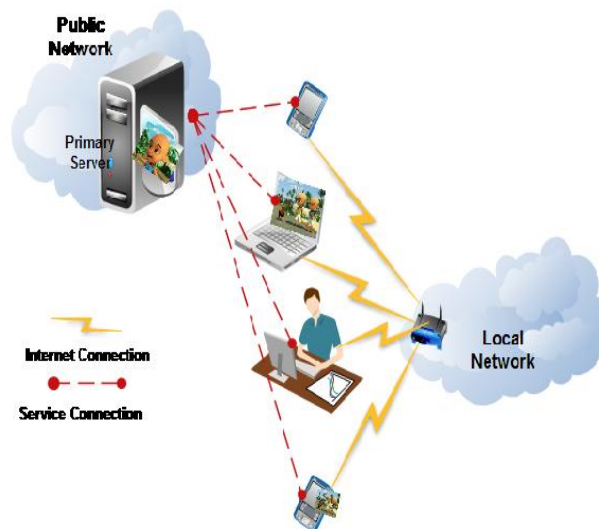 Public
Network
Primary
Server
Local
Network
Internet Connection
Service Connection